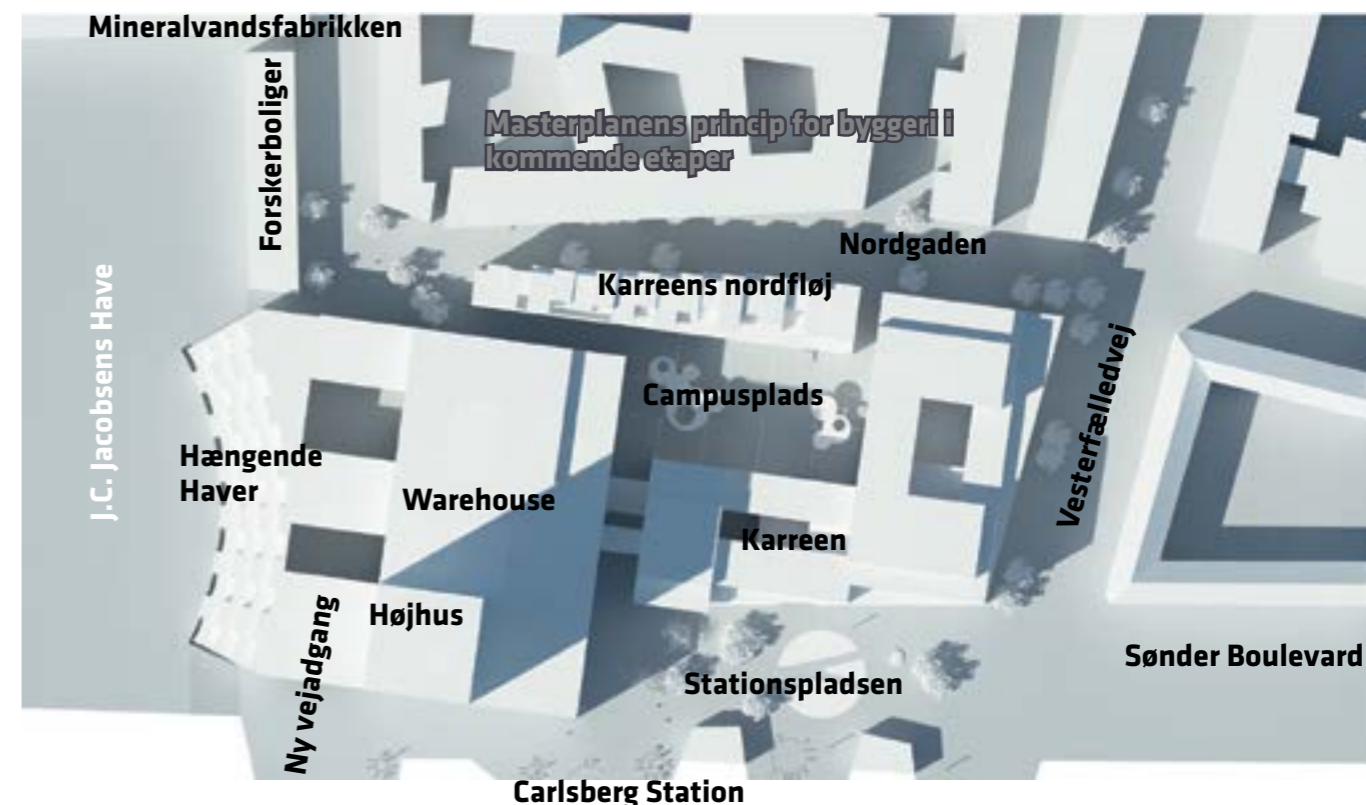 Mineralvandsfabrikken
Forskerboliger
Masterplanens princip for byggeri i
kommende etaper
Nordgaden
Karreens nordfløj
J.C. Jacobsens Have
Vesterfælledvej
Campusplads
Hængende
Haver
Warehouse
Karreen
Højhus
Ny vejadgang
Sønder Boulevard
Stationspladsen
Carlsberg Station